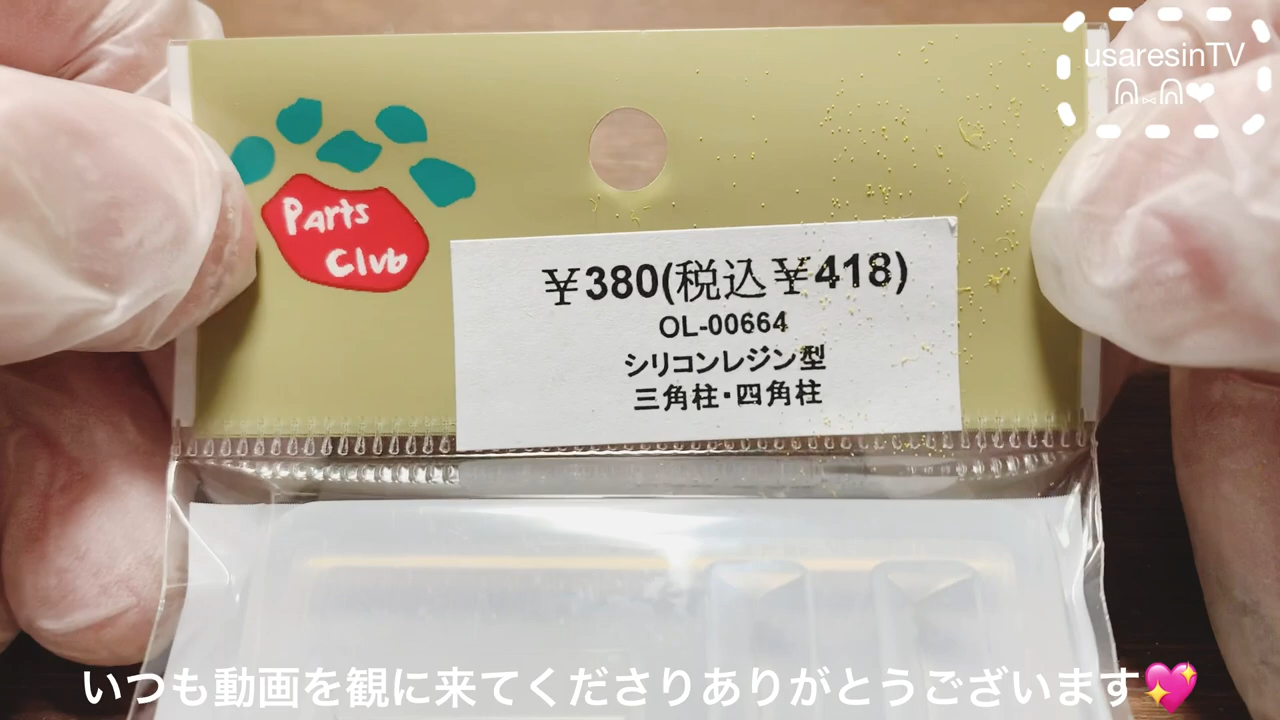 usaresinTV
Parts
Club
￥380(税込￥418)
OL-00664
シリコンレジン型
三角柱・四角柱
いつも動画を観に来てくださりありがとうございます💖